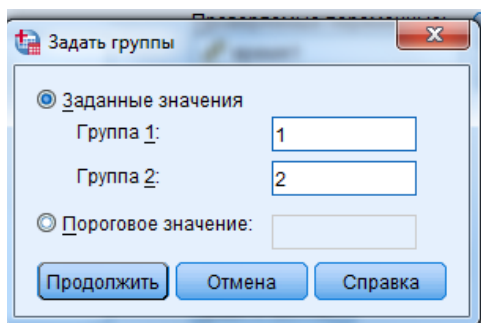 Задать группы
Заданные значения
Группа 1: 1
Группа 2: 2
Пороговое значение:
Продолжить Отмена Справка